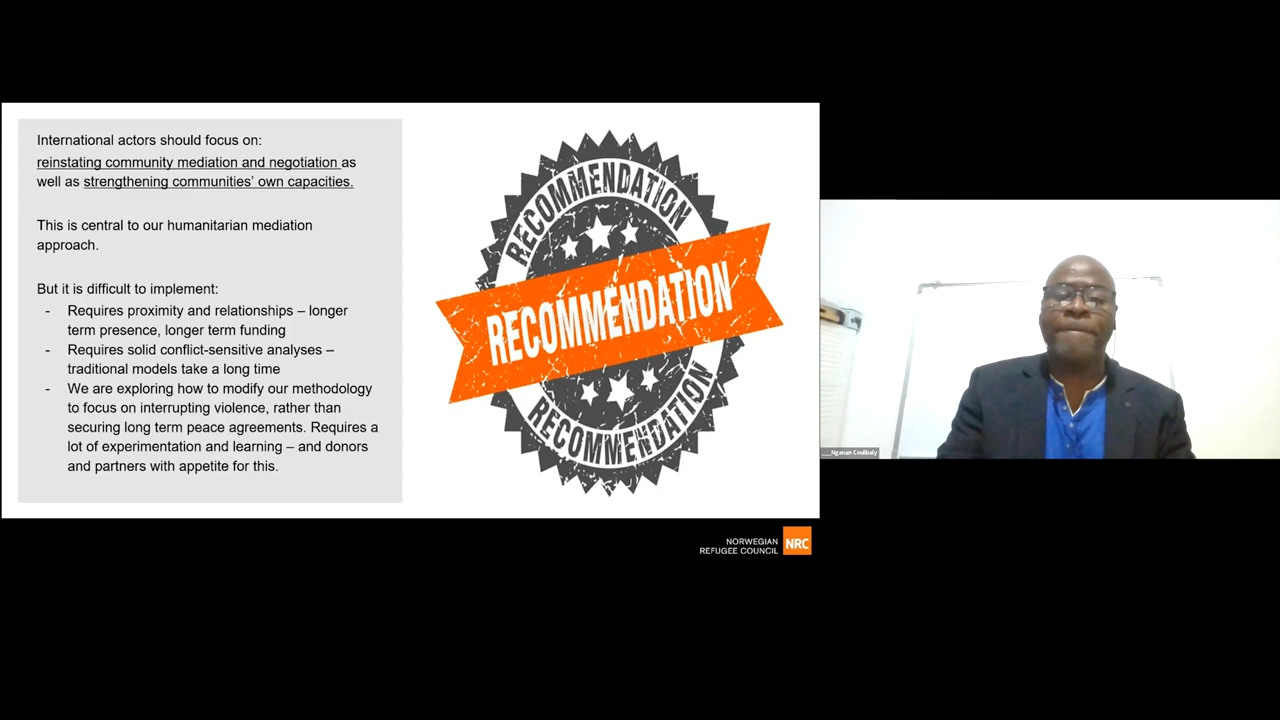 International actors should focus on:
reinstating community mediation and negotiation as
well as strengthening communities' own capacities.
This is central to our humanitarian mediation
approach.
But it is difficult to implement:
- Requires proximity and relationships – longer
term presence, longer term funding
- Requires solid conflict-sensitive analyses –
traditional models take a long time
- We are exploring how to modify our methodology
to focus on interrupting violence, rather than
securing long term peace agreements. Requires a
lot of experimentation and learning – and donors
and partners with appetite for this.
RECOMMENDATION
RECOMMENDATION
RECOMMENDATION
___Nganan Coulibaly
NORWEGIAN
REFUGEE COUNCIL
NRC